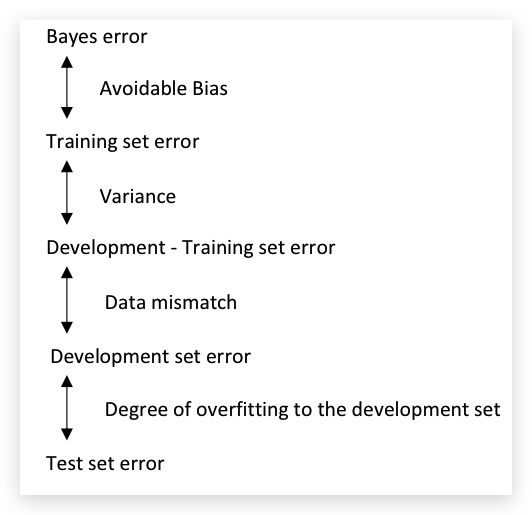 Bayes error
Avoidable Bias
Training set error
Variance
Development - Training set error
Data mismatch
Development set error
Degree of overfitting to the development set
Test set error